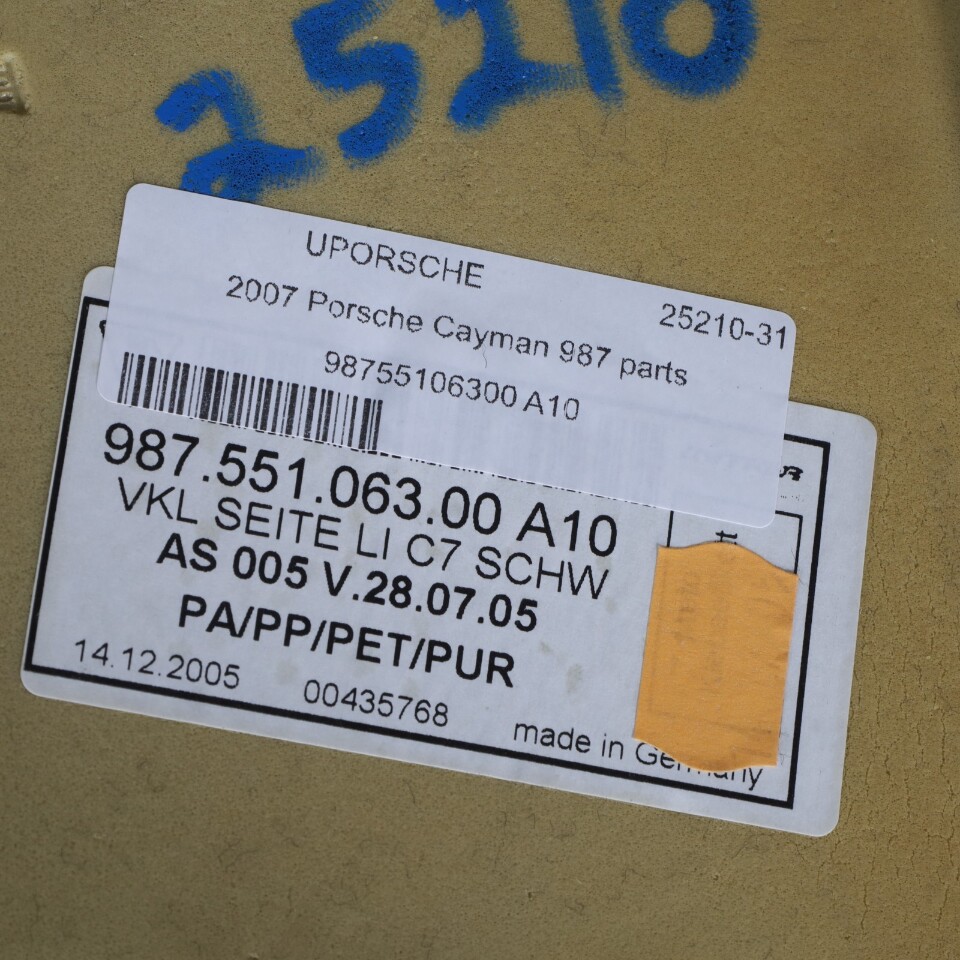 25210
UPORSCHE
25210-31
2007 Porsche Cayman 987 parts
98755106300 A10
987.551.063.00 A10
VKL SEITE LI C7 SCHW
AS 005 V.28.07.05
PA/PP/PET/PUR
14.12.2005 00435768
made in Germany